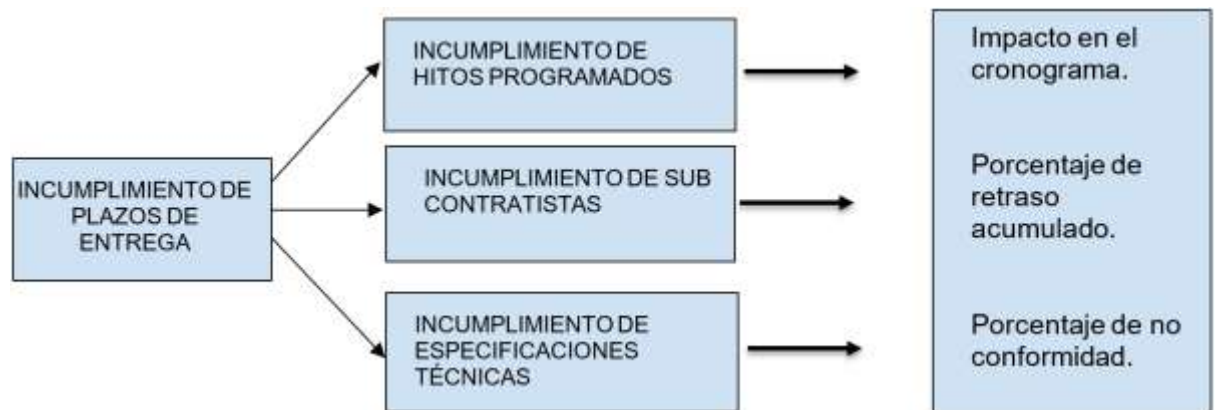 INCUMPLIMIENTO DE
PLAZOS DE
ENTREGA
INCUMPLIMIENTO DE
HITOS PROGRAMADOS
INCUMPLIMIENTO DE SUB
CONTRATISTAS
INCUMPLIMIENTO DE
ESPECIFICACIONES
TÉCNICAS
Impacto en el
cronograma.
Porcentaje de
retraso
acumulado.
Porcentaje de no
conformidad.